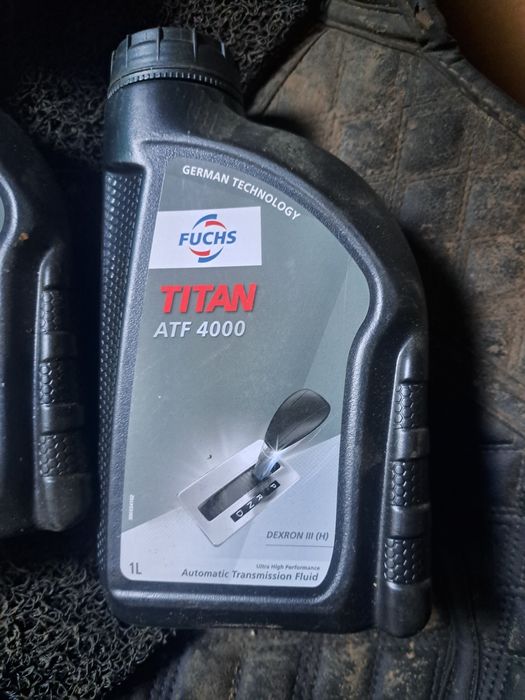 GERMAN TECHNOLOGY
FUCHS
TITAN
ATF 4000
P R N D
DEXRON III (H)
Ultra High Performance
1L
Automatic Transmission Fluid